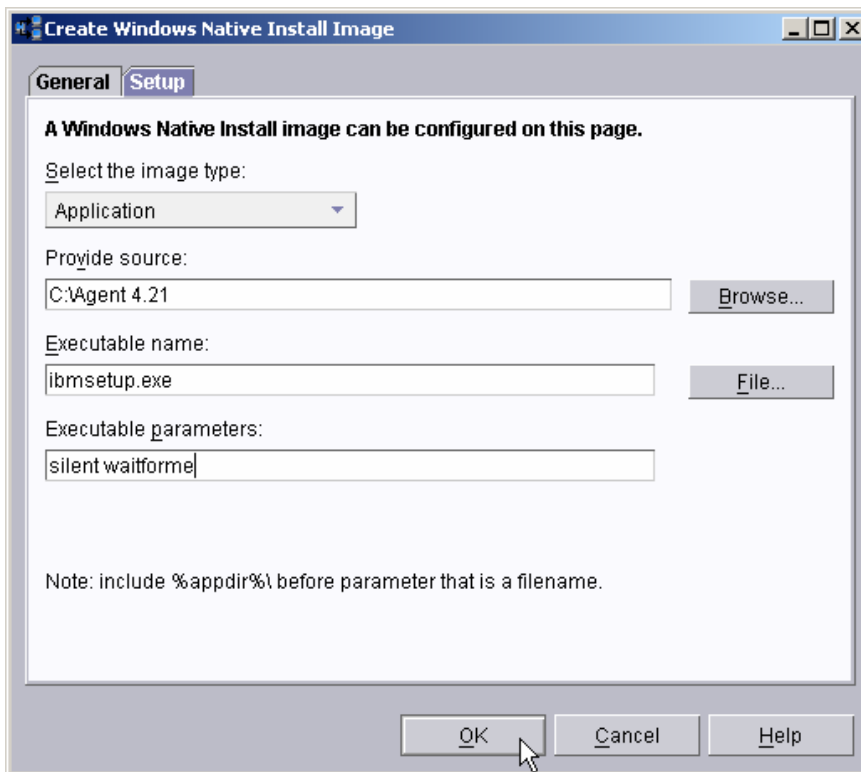 Create Windows Native Install Image
General Setup
A Windows Native Install image can be configured on this page.
Select the image type:
Application
Provide source:
C:\Agent 4.21
Browse...
Executable name:
ibmsetup.exe
File...
Executable parameters:
silent waitforme
Note: include %appdir%\ before parameter that is a filename.
OK Cancel Help